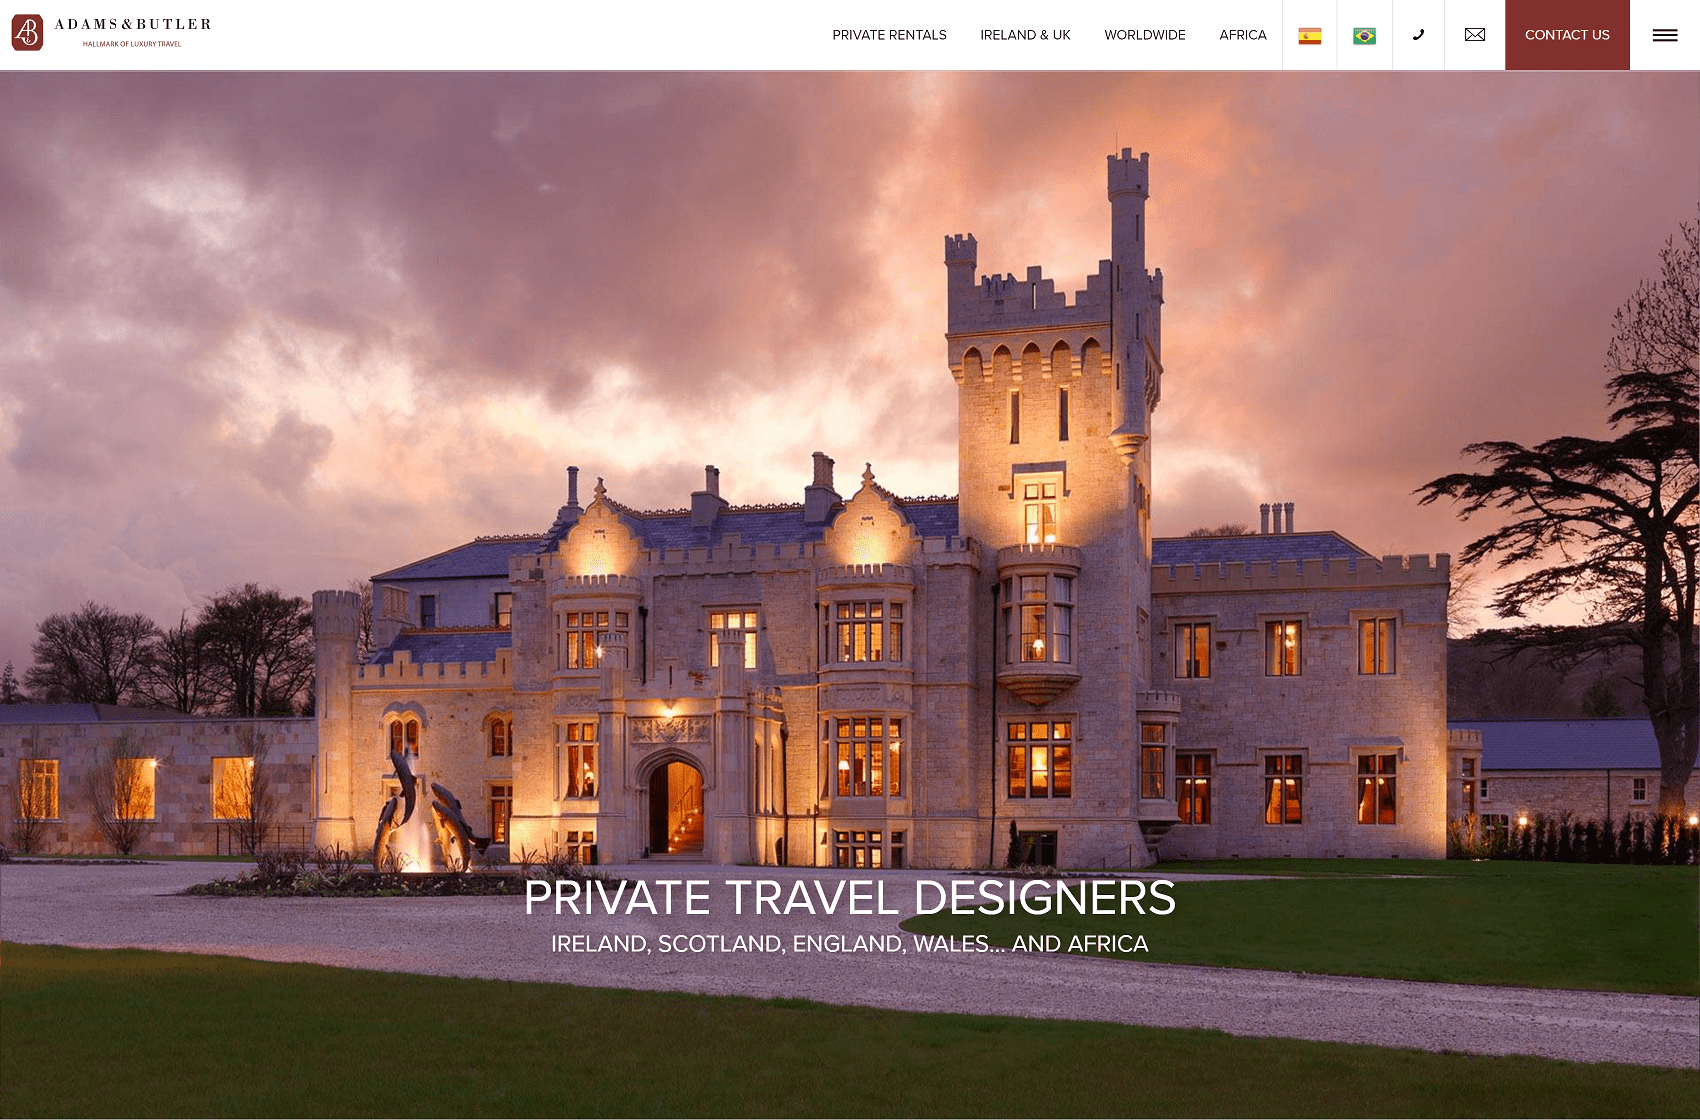 ADAMS & BUTLER
HALLMARK OF LUXURY TRAVEL
PRIVATE RENTALS
IRELAND & UK
WORLDWIDE
AFRICA
CONTACT US
PRIVATE TRAVEL DESIGNERS
IRELAND, SCOTLAND, ENGLAND, WALES... AND AFRICA